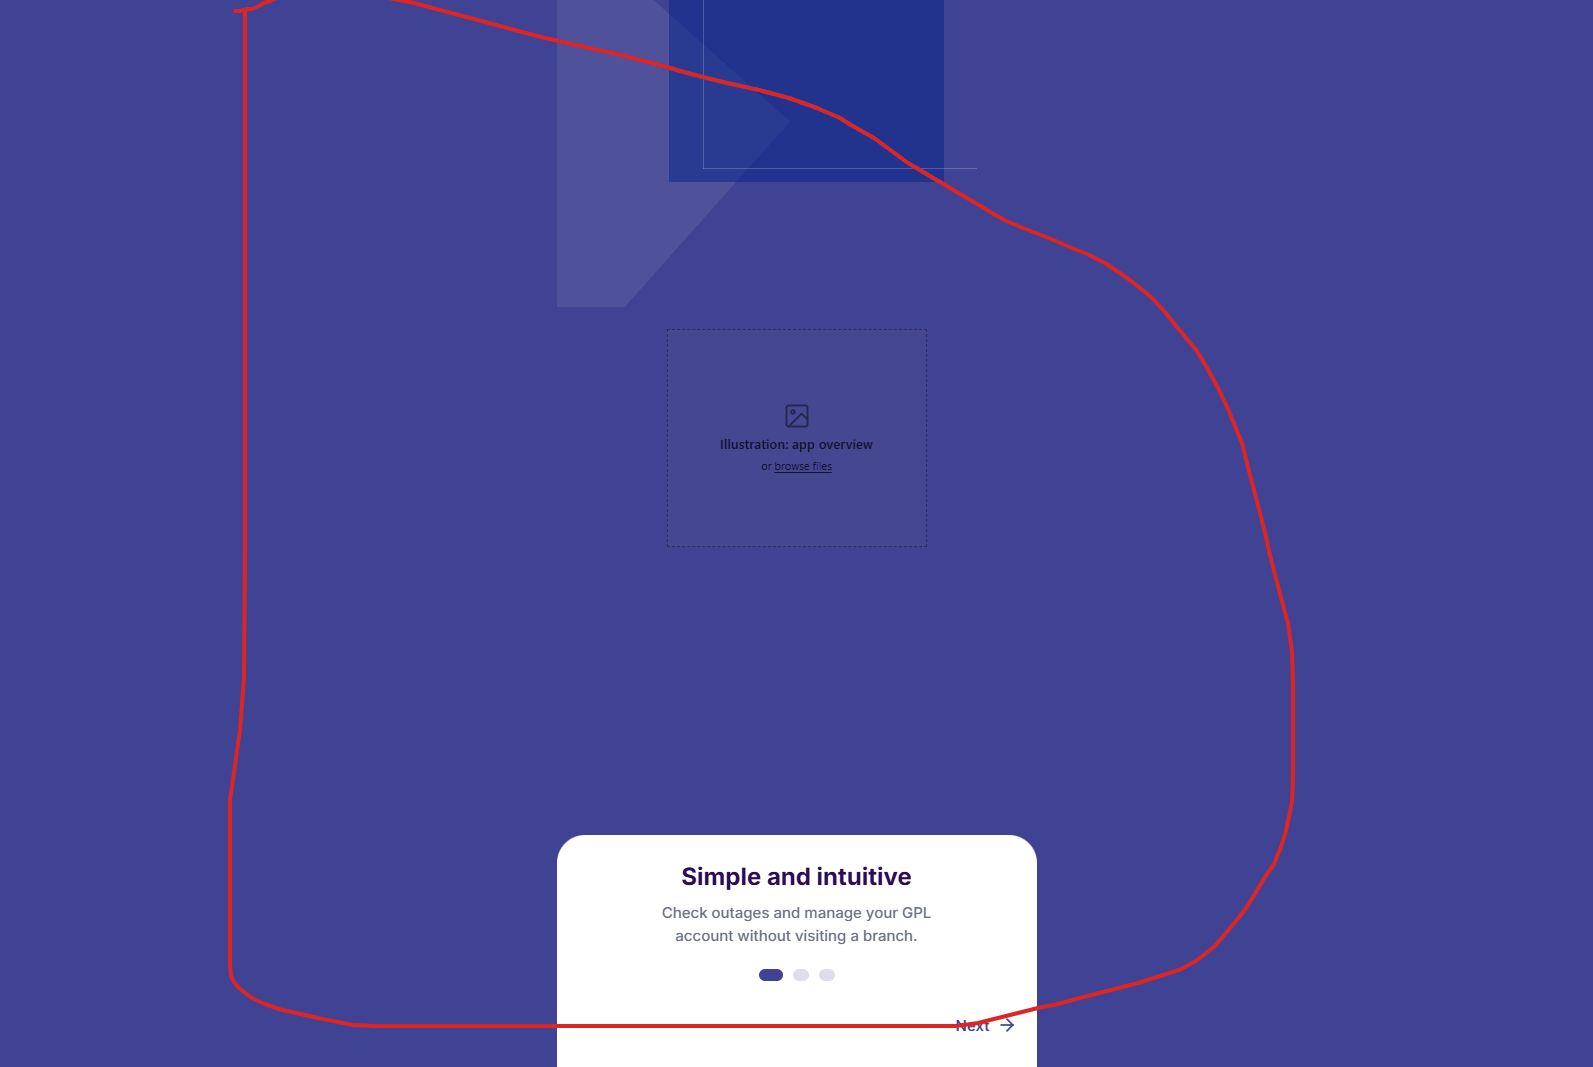 Illustration: app overview
or browse files
Simple and intuitive
Check outages and manage your GPL
account without visiting a branch.
Next